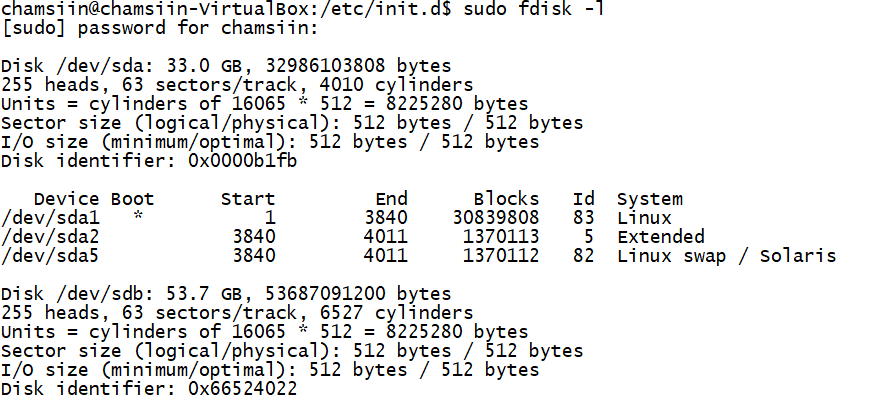 chamsiin@chamsiin-VirtualBox:/etc/init.d$ sudo fdisk -l
[sudo] password for chamsiin:
Disk /dev/sda: 33.0 GB, 32986103808 bytes
255 heads, 63 sectors/track, 4010 cylinders
Units = cylinders of 16065 * 512 = 8225280 bytes
Sector size (logical/physical): 512 bytes / 512 bytes
I/O size (minimum/optimal): 512 bytes / 512 bytes
Disk identifier: 0x0000b1fb
Device Boot Start End Blocks Id System
/dev/sda1 * 1 3840 30839808 83 Linux
/dev/sda2 3840 4011 1370113 5 Extended
/dev/sda5 3840 4011 1370112 82 Linux swap / Solaris
Disk /dev/sdb: 53.7 GB, 53687091200 bytes
255 heads, 63 sectors/track, 6527 cylinders
Units = cylinders of 16065 * 512 = 8225280 bytes
Sector size (logical/physical): 512 bytes / 512 bytes
I/O size (minimum/optimal): 512 bytes / 512 bytes
Disk identifier: 0x66524022